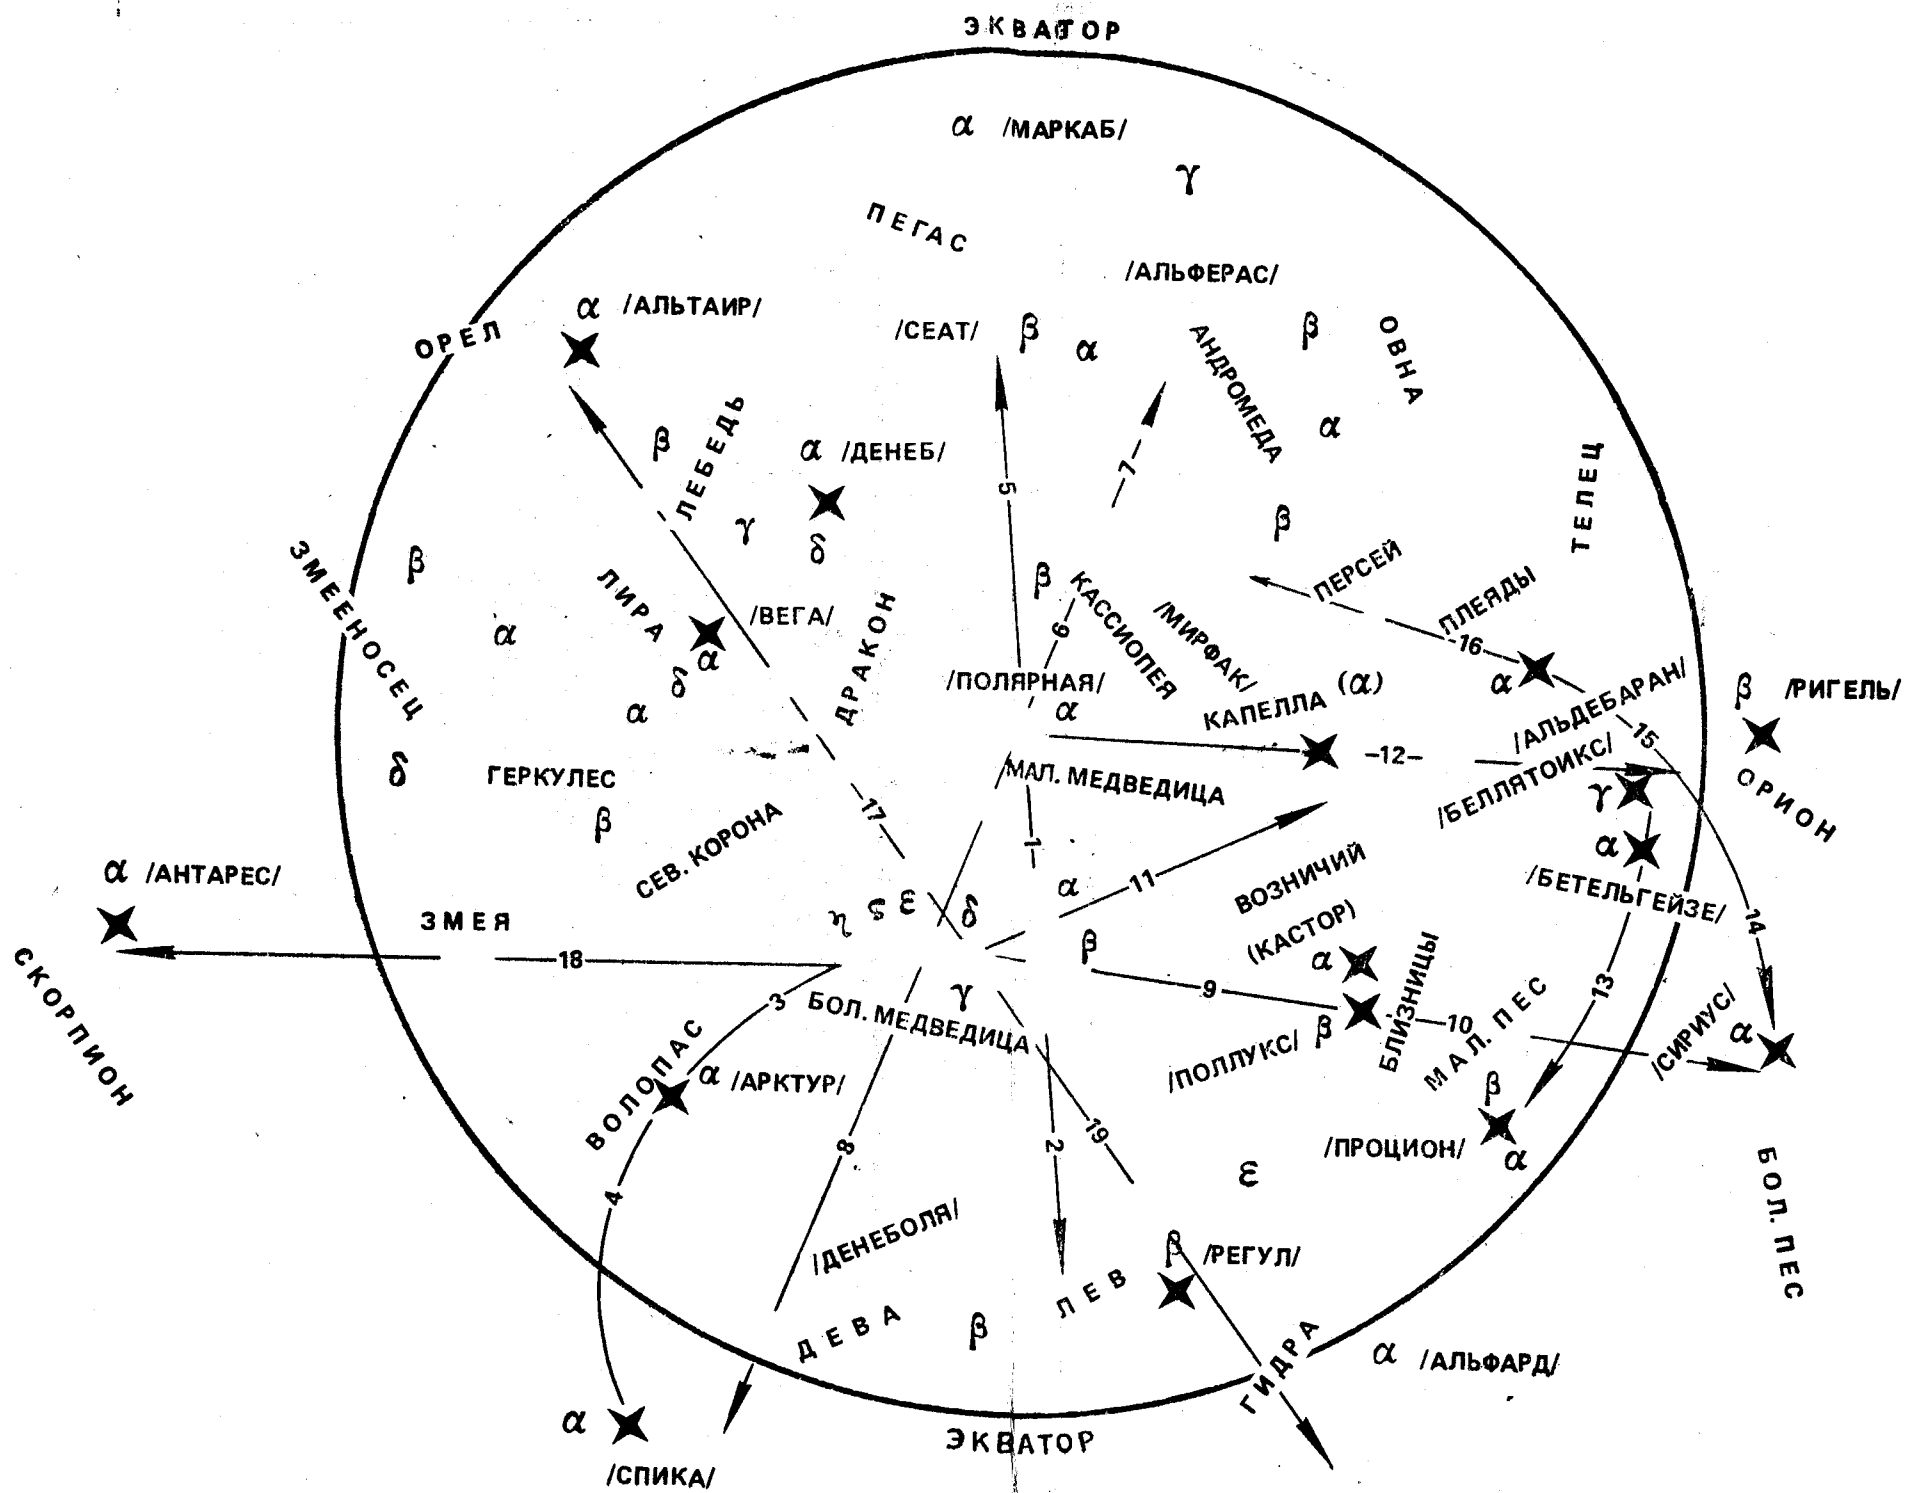 ЭКВАТОР
α /МАРКАБ/
γ
ПЕГАС
/АЛЬФЕРАС/
α /АЛЬТАИР/
/СЕАТ/ β α
АНДРОМЕДА
β
ОВНА
ОРЕЛ
ЛЕБЕДЬ
β
α /ДЕНЕБ/
α
ТЕЛЕЦ
7
5
γ
δ
β
ЗМЕЕНОСЕЦ
β
α
ЛИРА
/ВЕГА/
α
δ
α
ДРАКОН
β
КАССИОПЕЯ
6
/МИРФАК/
ПЕРСЕЙ
ПЛЕЯДЫ
16
α
/АЛЬДЕБАРАН/
15
β /РИГЕЛЬ/
ОРИОН
/ПОЛЯРНАЯ/
α
КАПЕЛЛА (α)
-12-
δ
ГЕРКУЛЕС
β
СЕВ. КОРОНА
17
МАЛ. МЕДВЕДИЦА
1
/БЕЛЛЯТОИКС/
γ
α
/БЕТЕЛЬГЕЙЗЕ/
α /АНТАРЕС/
СКОРПИОН
ЗМЕЯ
18
η ς ε δ
α
11
ВОЗНИЧИЙ
(КАСТОР)
α
14
13
β
9
БЛИЗНИЦЫ
10
3
БОЛ. МЕДВЕДИЦА
γ
/ПОЛЛУКС/ β
МАЛ. ПЕС
/СИРИУС/
α
ВОЛОПАС
α /АРКТУР/
β
8
2
19
/ПРОЦИОН/
α
ε
БОЛ. ПЕС
4
/ДЕНЕБОЛЯ/
β /РЕГУЛ/
ЛЕВ
ДЕВА
β
ГИДРА
α /АЛЬФАРД/
α
/СПИКА/
ЭКВАТОР